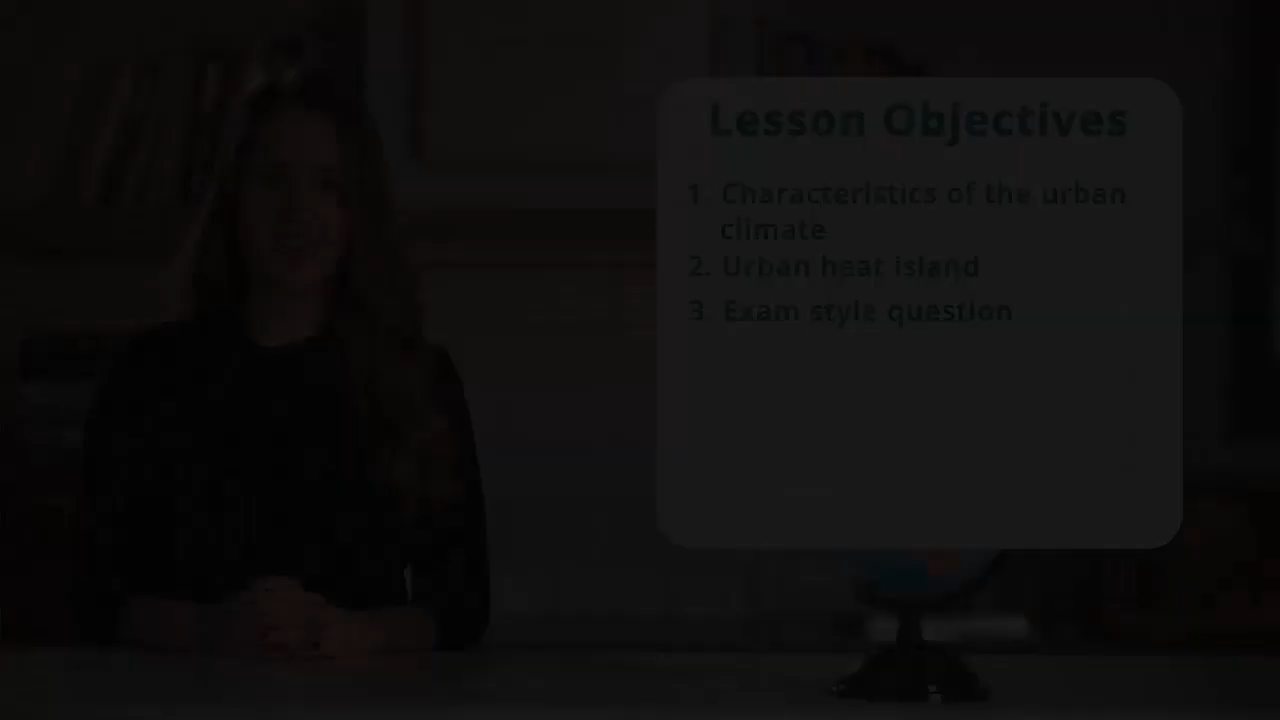 Lesson Objectives
1. Characteristics of the urban
climate
2. Urban heat island
3. Exam style question